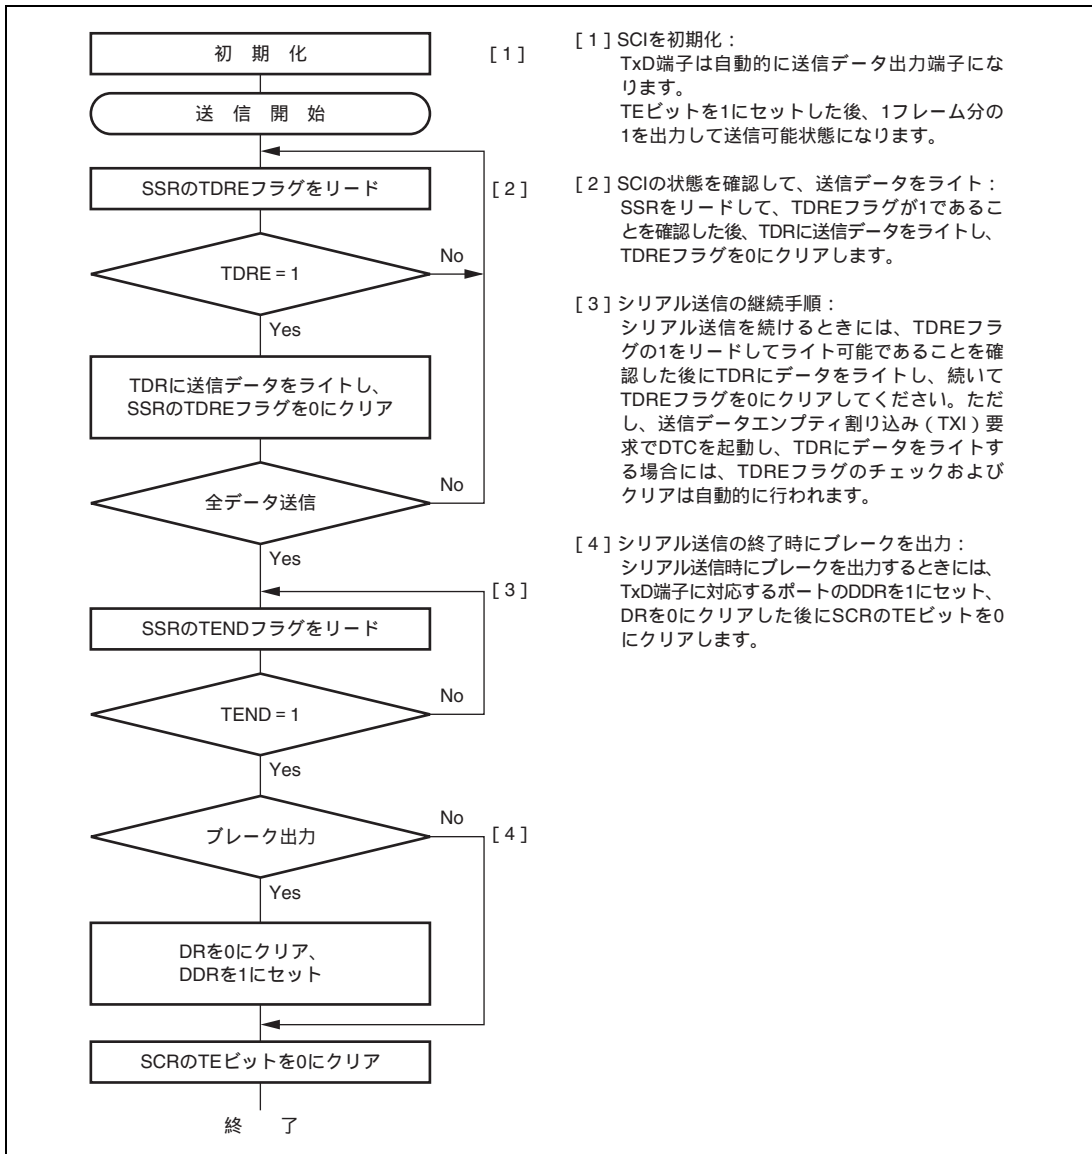 初 期 化
[ 1 ]
送 信 開 始
SSRのTDREフラグをリード
[ 2 ]
TDRE = 1
No
Yes
TDRに送信データをライトし、
SSRのTDREフラグを0にクリア
全データ送信
No
Yes
[ 3 ]
SSRのTENDフラグをリード
TEND = 1
No
Yes
ブレーク出力
No
[ 4 ]
Yes
DRを0にクリア、
DDRを1にセット
SCRのTEビットを0にクリア
終 了
[ 1 ] SCIを初期化：
TxD端子は自動的に送信データ出力端子にな
ります。
TEビットを1にセットした後、1フレーム分の
1を出力して送信可能状態になります。
[ 2 ] SCIの状態を確認して、送信データをライト：
SSRをリードして、TDREフラグが1であるこ
とを確認した後、TDRに送信データをライトし、
TDREフラグを0にクリアします。
[ 3 ] シリアル送信の継続手順：
シリアル送信を続けるときには、TDREフラ
グの1をリードしてライト可能であることを確
認した後にTDRにデータをライトし、続いて
TDREフラグを0にクリアしてください。ただ
し、送信データエンプティ割り込み（TXI）要
求でDTCを起動し、TDRにデータをライトす
る場合には、TDREフラグのチェックおよび
クリアは自動的に行われます。
[ 4 ] シリアル送信の終了時にブレークを出力：
シリアル送信時にブレークを出力するときには、
TxD端子に対応するポートのDDRを1にセット、
DRを0にクリアした後にSCRのTEビットを0
にクリアします。